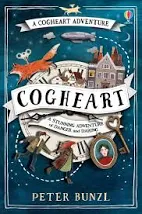 A COGHEART ADVENTURE
COGHEART
A STUNNING ADVENTURE
OF DANGER AND DARING
PETER BUNZL